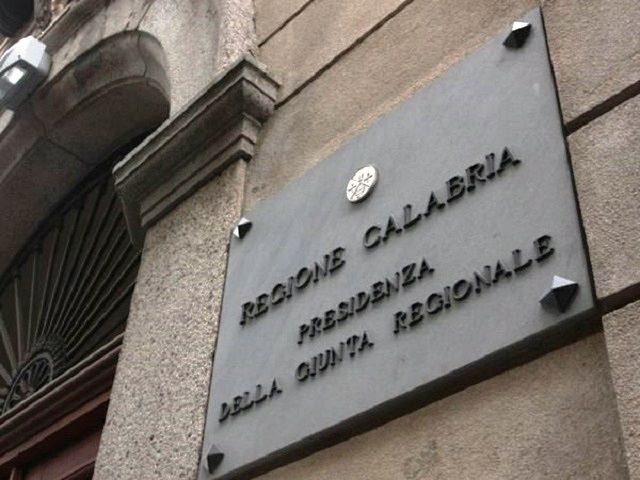 REGIONE CALABRIA
PRESIDENZA
DELLA GIUNTA REGIONALE